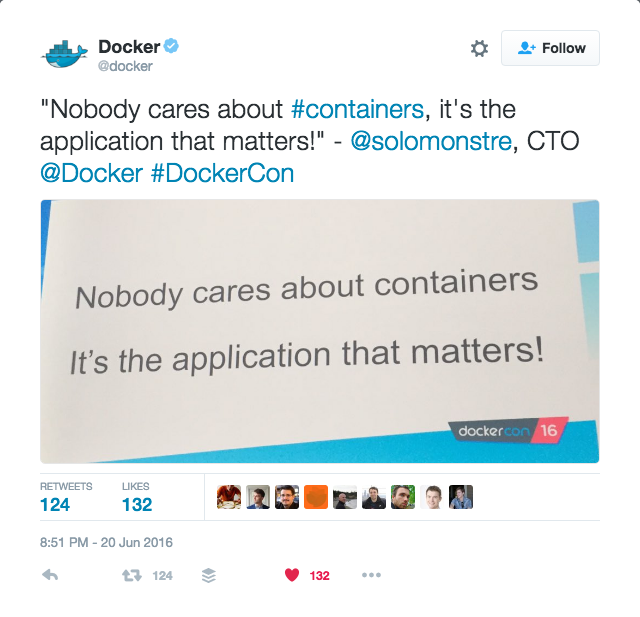 Docker
@docker
Follow
"Nobody cares about #containers, it's the
application that matters!" - @solomonstre, CTO
@Docker #DockerCon
Nobody cares about containers
It's the application that matters!
dockercon 16
RETWEETS
124
LIKES
132
8:51 PM - 20 Jun 2016
124
132